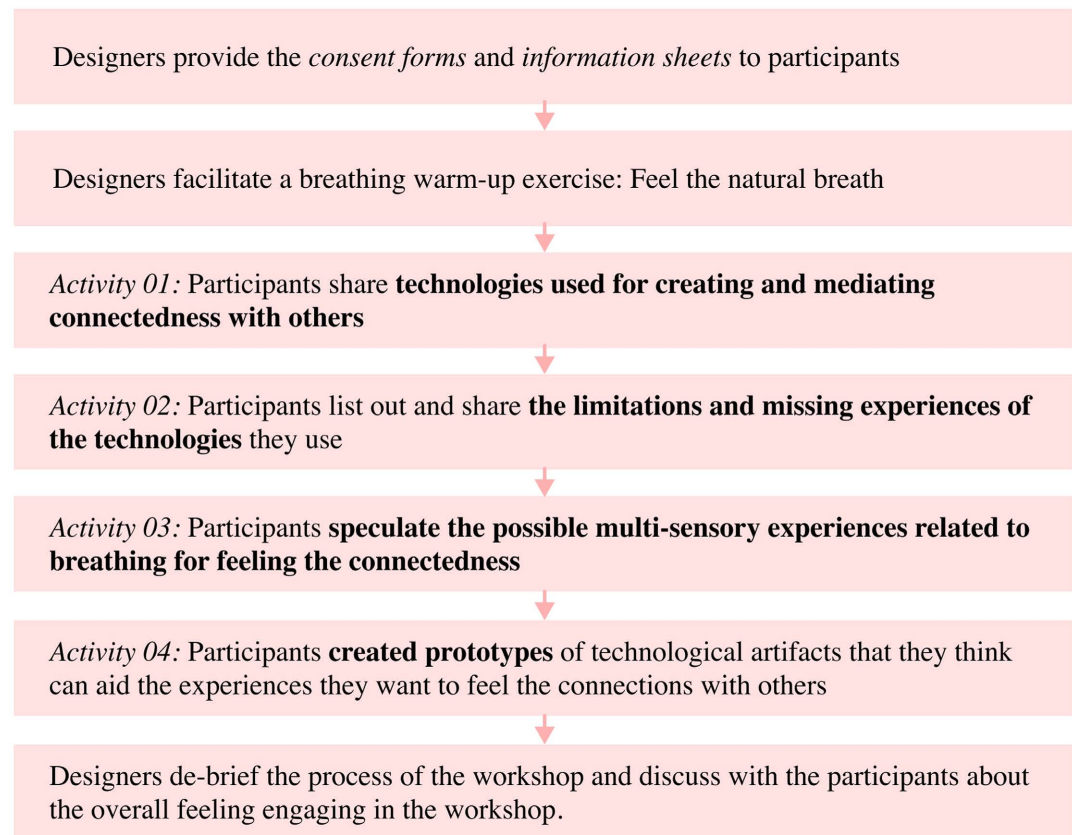 Designers provide the consent forms and information sheets to participants
Designers facilitate a breathing warm-up exercise: Feel the natural breath
Activity 01: Participants share technologies used for creating and mediating
connectedness with others
Activity 02: Participants list out and share the limitations and missing experiences of
the technologies they use
Activity 03: Participants speculate the possible multi-sensory experiences related to
breathing for feeling the connectedness
Activity 04: Participants created prototypes of technological artifacts that they think
can aid the experiences they want to feel the connections with others
Designers de-brief the process of the workshop and discuss with the participants about
the overall feeling engaging in the workshop.